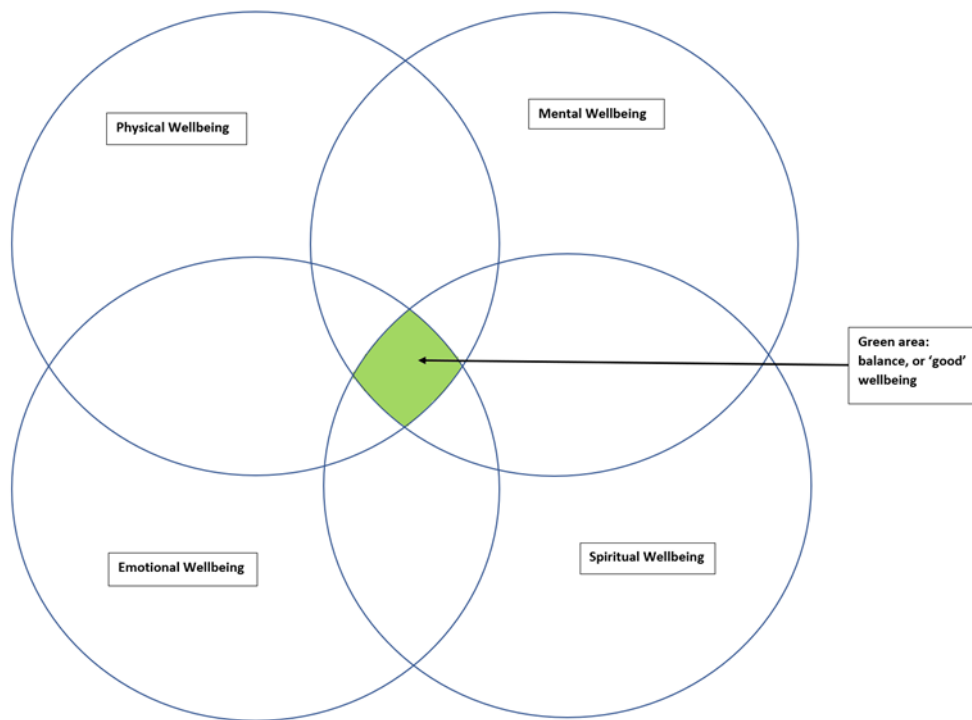 Physical Wellbeing
Mental Wellbeing
Green area:
balance, or ‘good’
wellbeing
Emotional Wellbeing
Spiritual Wellbeing